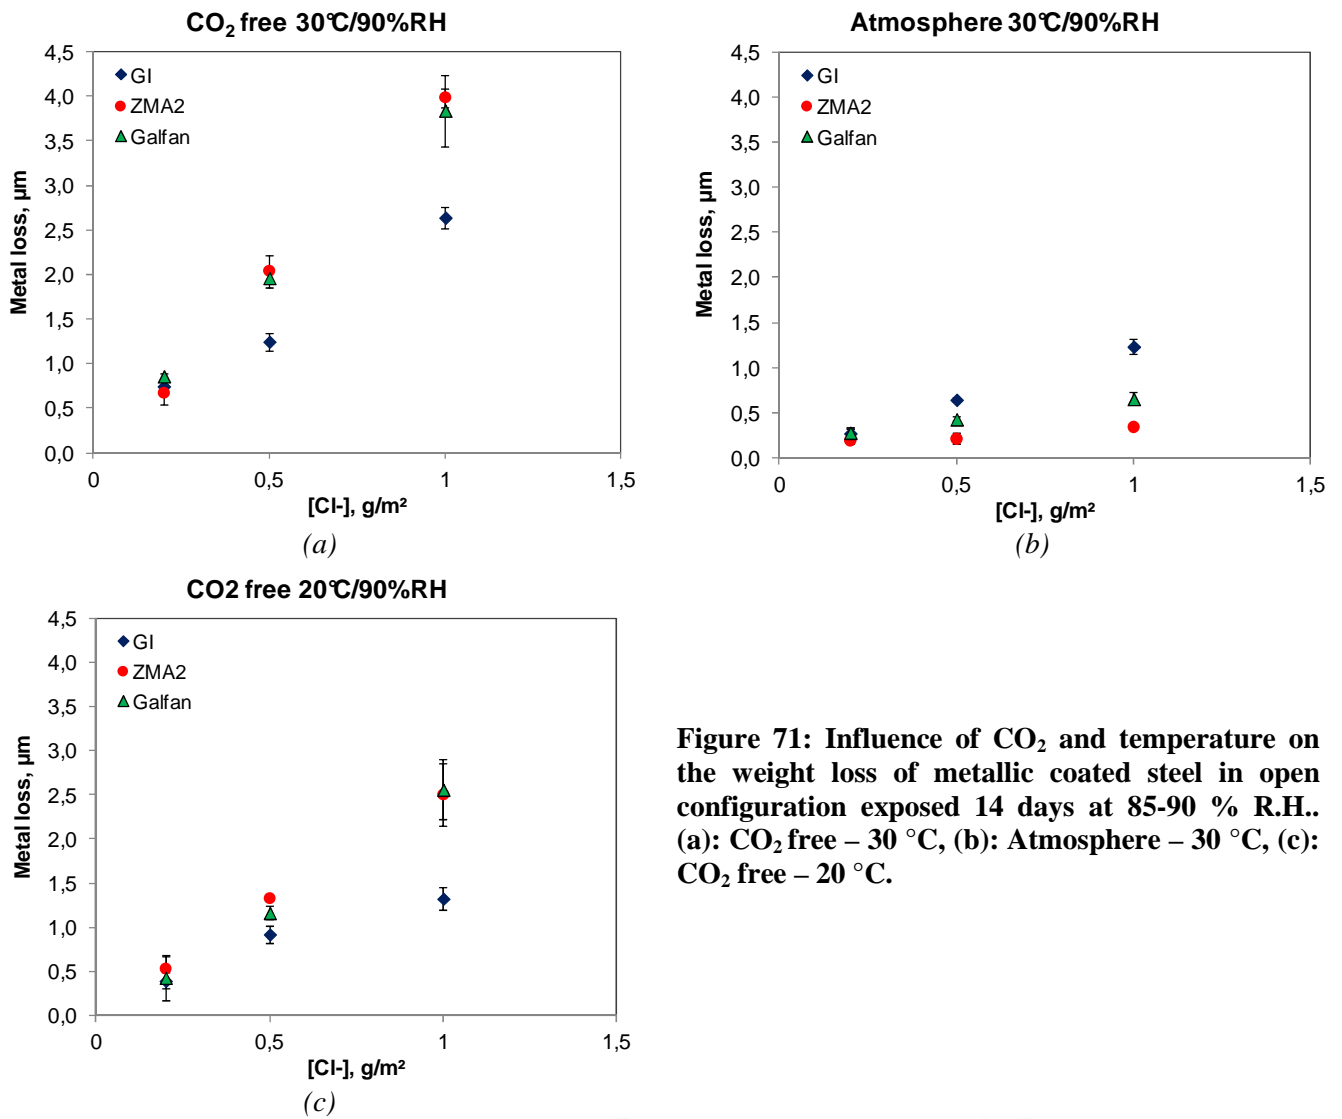 CO2 free 30°C/90%RH
4,5
4,0
3,5
3,0
2,5
2,0
1,5
1,0
0,5
0,0
Metal loss, µm
GI
ZMA2
Galfan
0
0,5
1
1,5
[Cl-], g/m²
(a)
Atmosphere 30°C/90%RH
4,5
4,0
3,5
3,0
2,5
2,0
1,5
1,0
0,5
0,0
Metal loss, µm
GI
ZMA2
Galfan
0
0,5
1
1,5
[Cl-], g/m²
(b)
CO2 free 20°C/90%RH
4,5
4,0
3,5
3,0
2,5
2,0
1,5
1,0
0,5
0,0
Metal loss, µm
GI
ZMA2
Galfan
0
0,5
1
1,5
[Cl-], g/m²
(c)
Figure 71: Influence of CO2 and temperature on
the weight loss of metallic coated steel in open
configuration exposed 14 days at 85-90 % R.H..
(a): CO2 free – 30 °C, (b): Atmosphere – 30 °C, (c):
CO2 free – 20 °C.